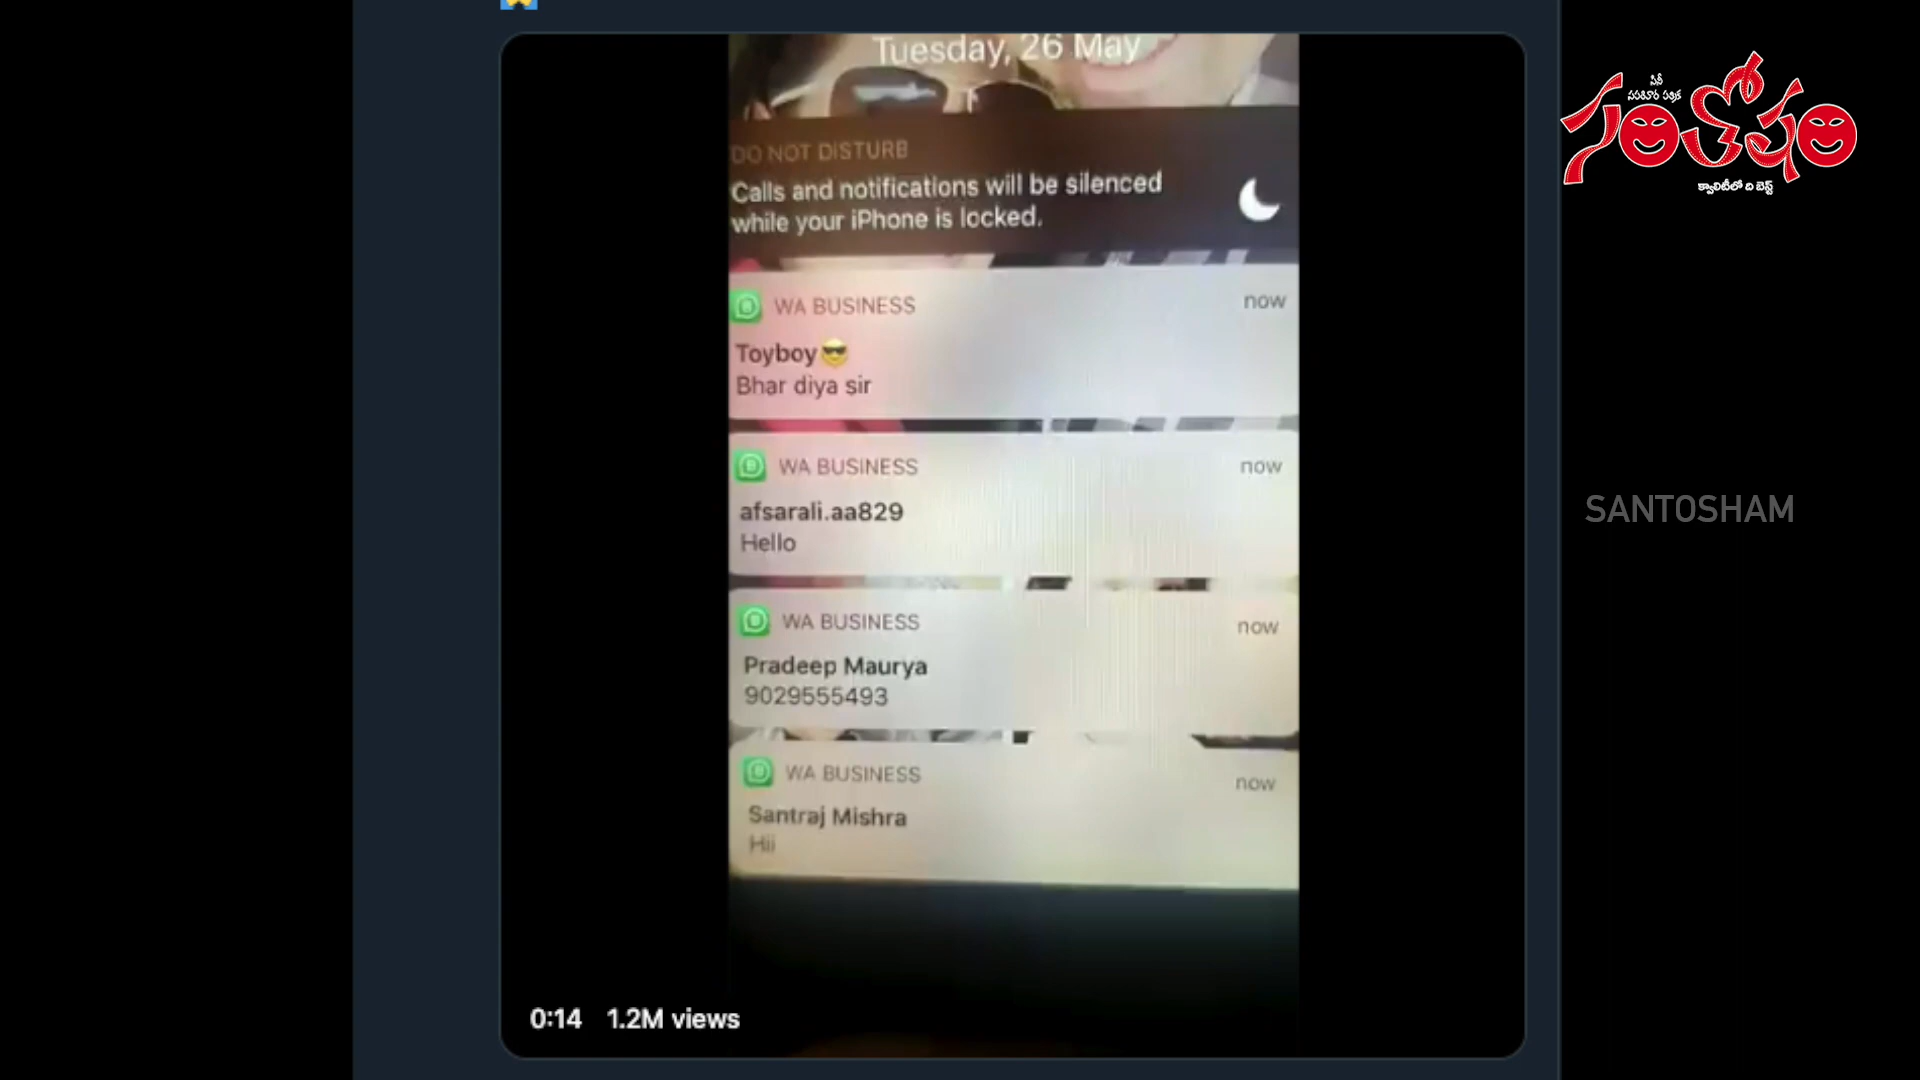 Tuesday, 26 May
DO NOT DISTURB
Calls and notifications will be silenced
while your iPhone is locked.
WA BUSINESS now
Toyboy😎
Bhar diya sir
WA BUSINESS now
afsarali.aa829
Hello
WA BUSINESS now
Pradeep Maurya
9029555493
WA BUSINESS now
Santraj Mishra
Hii
0:14 1.2M views
సినీ
సపరివార పత్రిక
సంతోషం
క్వాలిటీలో ది బెస్ట్
SANTOSHAM